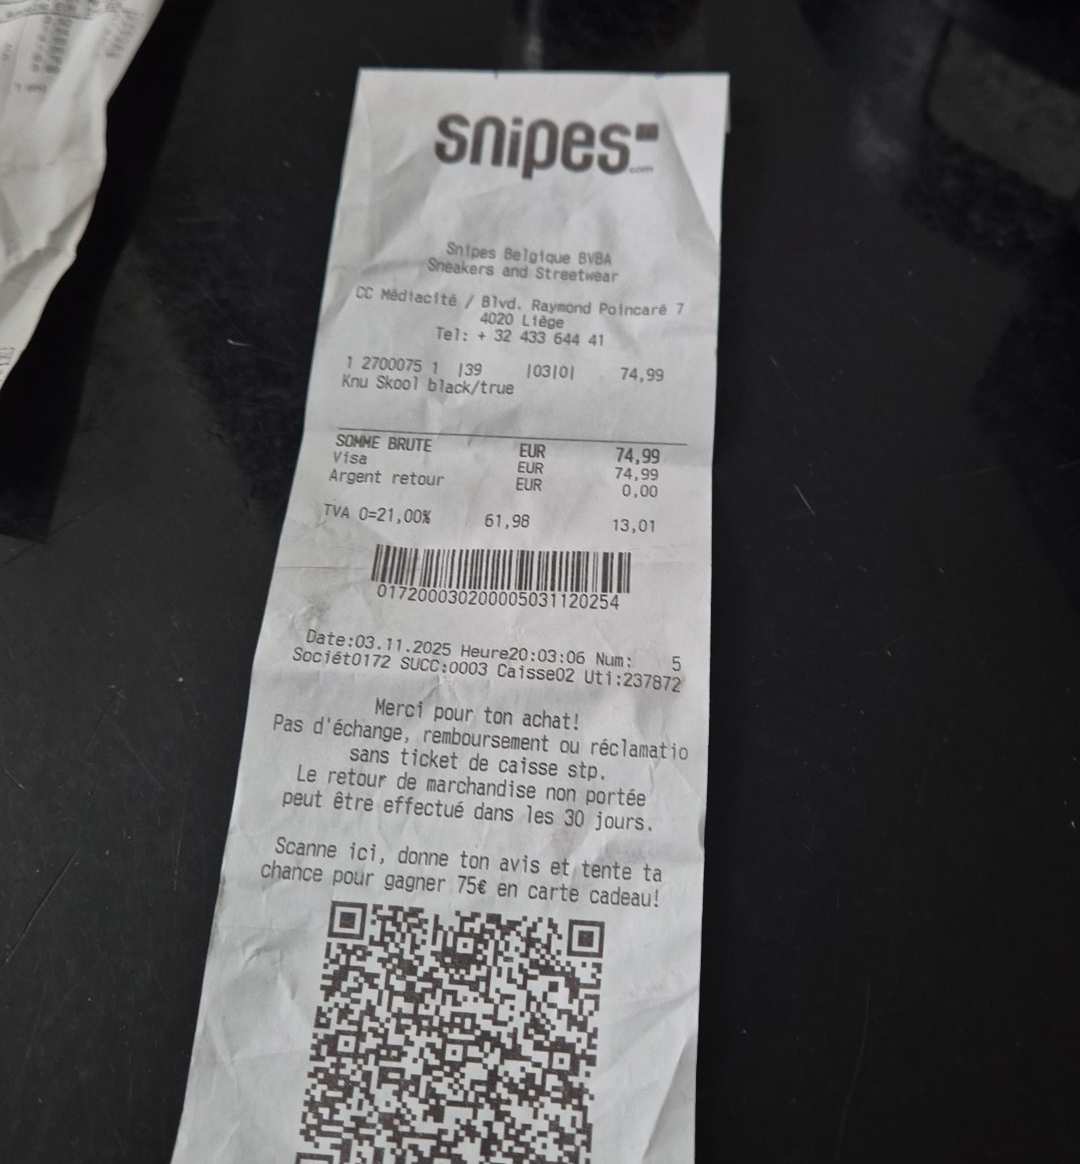 snipes
.com
Snipes Belgique BVBA
Sneakers and Streetwear
CC Médiacité / Blvd. Raymond Poincaré 7
4020 Liège
Tel: + 32 433 644 41
1 2700075 1 |39 |03|01 74,99
Knu Skool black/true
SOMME BRUTE EUR 74,99
Visa EUR 74,99
Argent retour EUR 0,00
TVA 0=21,00% 61,98 13,01
017200030200005031120254
Date:03.11.2025 Heure20:03:06 Num: 5
Sociét0172 SUCC:0003 Caisse02 Uti:237872
Merci pour ton achat!
Pas d'échange, remboursement ou réclamatio
sans ticket de caisse stp.
Le retour de marchandise non portée
peut être effectué dans les 30 jours.
Scanne ici, donne ton avis et tente ta
chance pour gagner 75€ en carte cadeau!